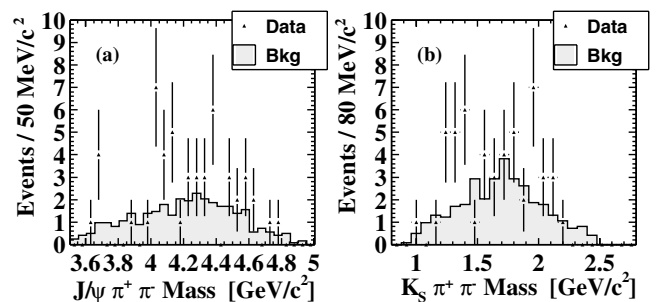 Events / 50 MeV/c²
10
9
8
7
6
5
4
3
2
1
0
(a)
Data
Bkg
3.6 3.8 4 4.2 4.4 4.6 4.8 5
J/ψ π⁺ π⁻ Mass [GeV/c²]
Events / 80 MeV/c²
10
9
8
7
6
5
4
3
2
1
0
(b)
Data
Bkg
1 1.5 2 2.5
K_S π⁺ π⁻ Mass [GeV/c²]